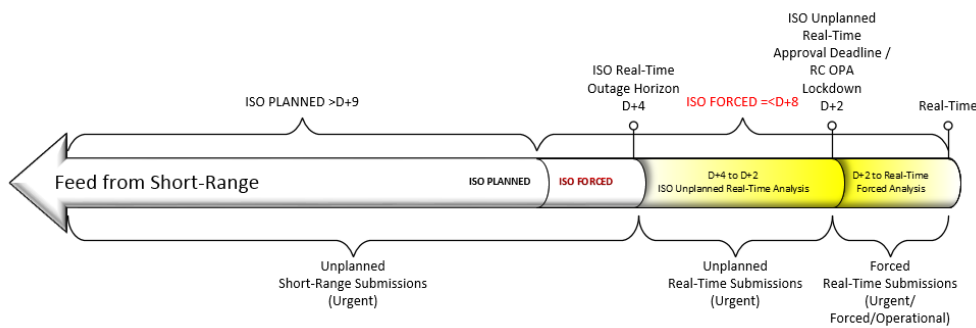 ISO Unplanned
Real-Time
Approval Deadline /
RC OPA
Lockdown
D+2
ISO Real-Time
Outage Horizon
D+4
ISO PLANNED >D+9
ISO FORCED =<D+8
Real-Time
Feed from Short-Range
ISO PLANNED
ISO FORCED
D+4 to D+2
ISO Unplanned Real-Time Analysis
D+2 to Real-Time
Forced Analysis
Unplanned
Short-Range Submissions
(Urgent)
Unplanned
Real-Time Submissions
(Urgent)
Forced
Real-Time Submissions
(Urgent/
Forced/Operational)